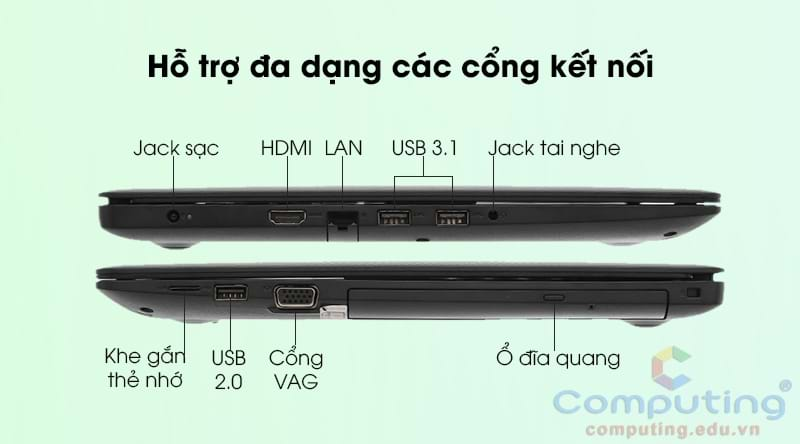 Hỗ trợ đa dạng các cổng kết nối
Jack sạc
HDMI
LAN
USB 3.1
Jack tai nghe
Khe gắn
thẻ nhớ
USB
2.0
Cổng
VAG
Ổ đĩa quang
Computing®
computing.edu.vn